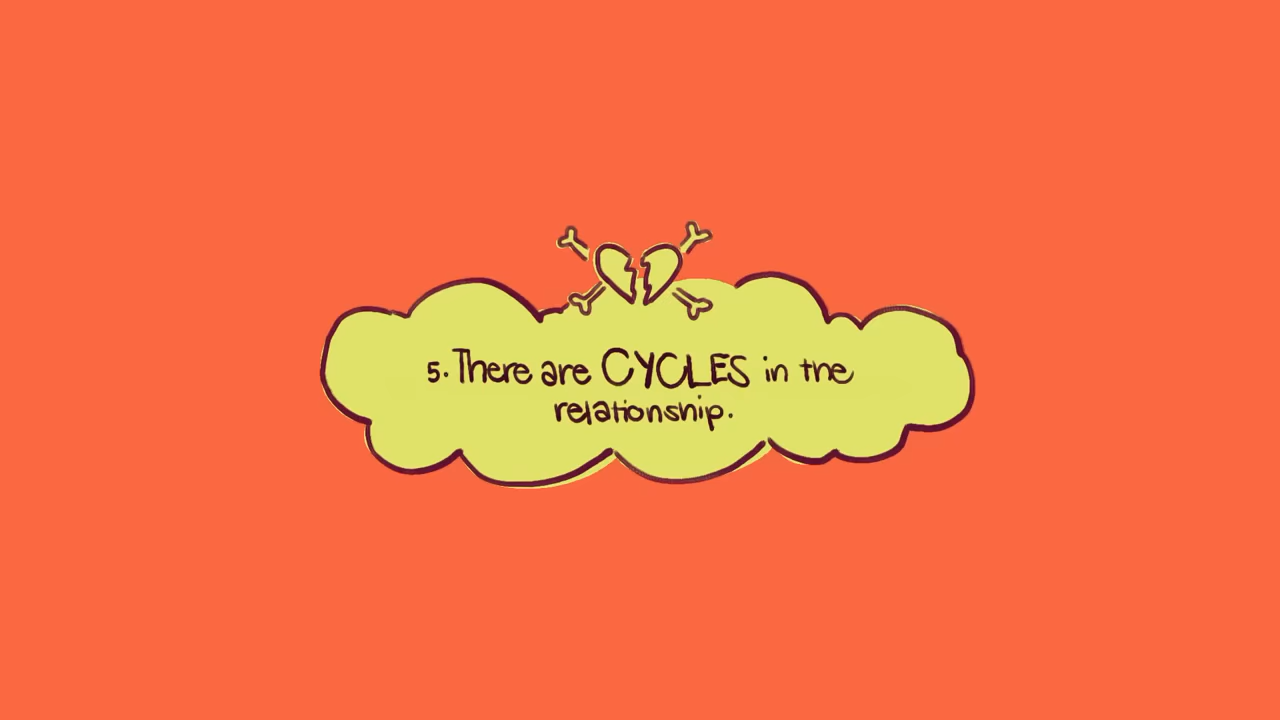 5. There are CYCLES in the
relationship.